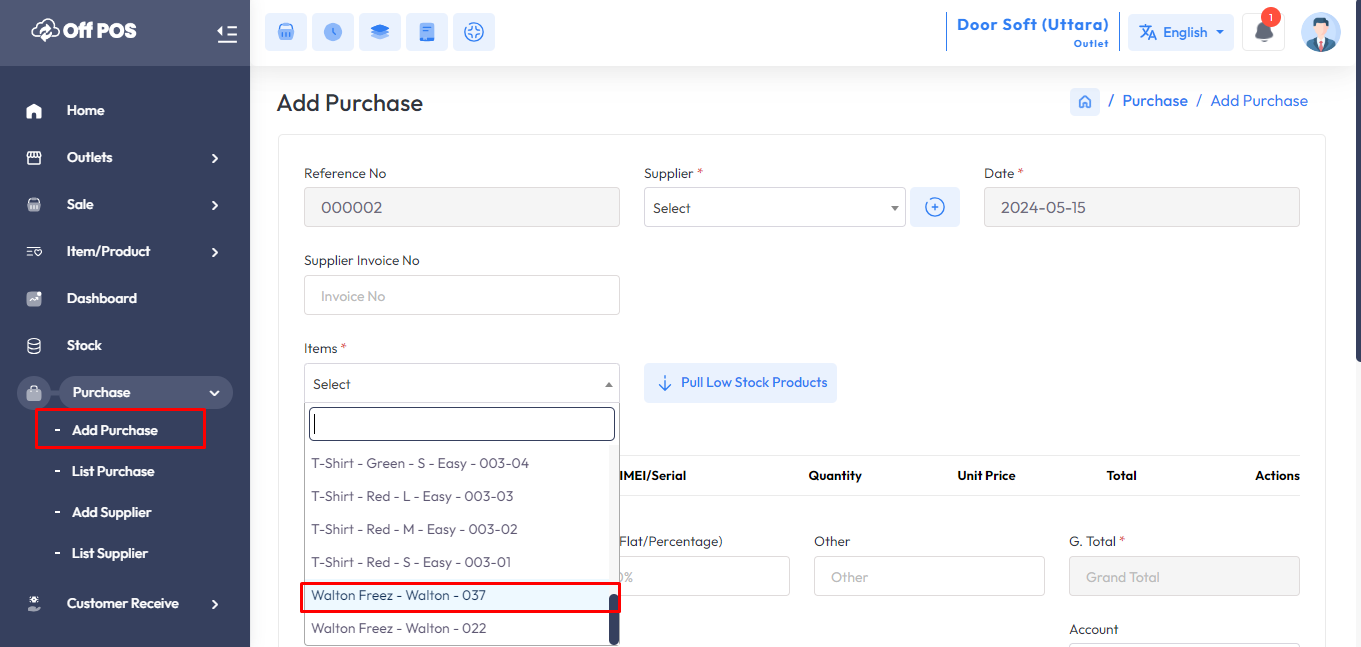 Off POS
Door Soft (Uttara)
Outlet
English
1
Home
Outlets
Sale
Item/Product
Dashboard
Stock
Purchase
- Add Purchase
- List Purchase
- Add Supplier
- List Supplier
Customer Receive
Add Purchase
/ Purchase / Add Purchase
Reference No
000002
Supplier *
Select
Date *
2024-05-15
Supplier Invoice No
Invoice No
Items *
Select
Pull Low Stock Products
T-Shirt - Green - S - Easy - 003-04
T-Shirt - Red - L - Easy - 003-03
T-Shirt - Red - M - Easy - 003-02
T-Shirt - Red - S - Easy - 003-01
Walton Freez - Walton - 037
Walton Freez - Walton - 022
IMEI/Serial Quantity Unit Price Total Actions
Flat/Percentage)
0%
Other
Other
G. Total *
Grand Total
Account